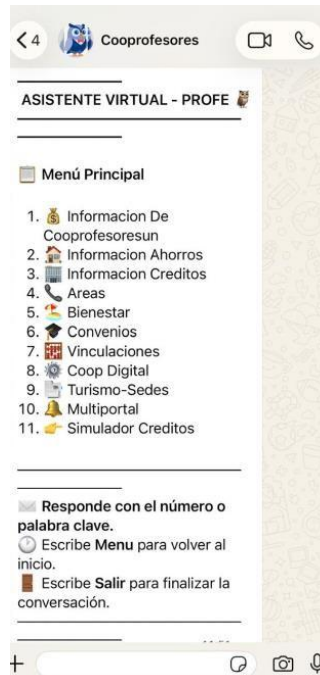 4
Cooprofesores
ASISTENTE VIRTUAL - PROFE
Menú Principal
1. Informacion De
Cooprofesoresun
2. Informacion Ahorros
3. Informacion Creditos
4. Areas
5. Bienestar
6. Convenios
7. Vinculaciones
8. Coop Digital
9. Turismo-Sedes
10. Multiportal
11. Simulador Creditos
Responde con el número o
palabra clave.
Escribe Menu para volver al
inicio.
Escribe Salir para finalizar la
conversación.